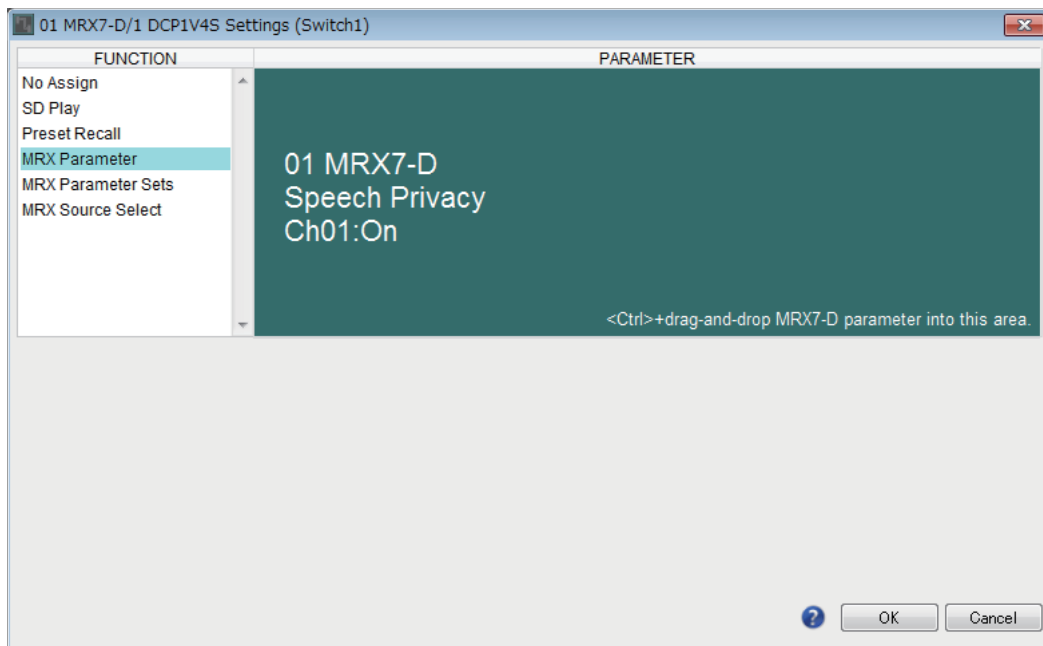 01 MRX7-D/1 DCP1V4S Settings (Switch1)
FUNCTION
PARAMETER
No Assign
SD Play
Preset Recall
MRX Parameter
MRX Parameter Sets
MRX Source Select
01 MRX7-D
Speech Privacy
Ch01:On
<Ctrl>+drag-and-drop MRX7-D parameter into this area.
?
OK
Cancel